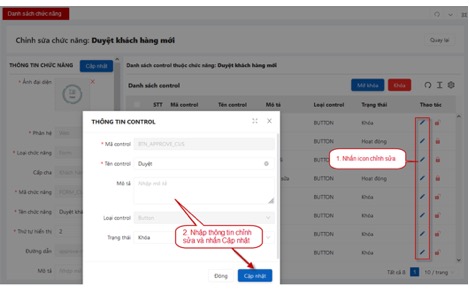 Danh sách chức năng
Chỉnh sửa chức năng: Duyệt khách hàng mới
Quay lại
THÔNG TIN CHỨC NĂNG
Cập nhật
Danh sách control thuộc chức năng: Duyệt khách hàng mới
* Ảnh đại diện
Danh sách control
Mở khóa
Khóa
STT Mã control Tên control Mô tả Loại control Trạng thái Thao tác
THÔNG TIN CONTROL
* Mã control BTN_APPROVE_CUS
* Tên control Duyệt
Mô tả Nhập mô tả
Loại control Button
Trạng thái Khóa
Đóng
Cập nhật
* Phân hệ
* Loại chức năng
Cấp cha
* Mã chức năng
* Tên chức năng Duyệt khá
* Thứ tự hiển thị 2
Đường dẫn
Mô tả
BUTTON Khóa
BUTTON Hoạt động
BUTTON
BUTTON Hoạt động
BUTTON Khóa
BUTTON Khóa
BUTTON Khóa
BUTTON Khóa
1. Nhấn icon chỉnh sửa
2. Nhập thông tin chỉnh
sửa và nhấn Cập nhật
Tất cả 8
1
10 / trang